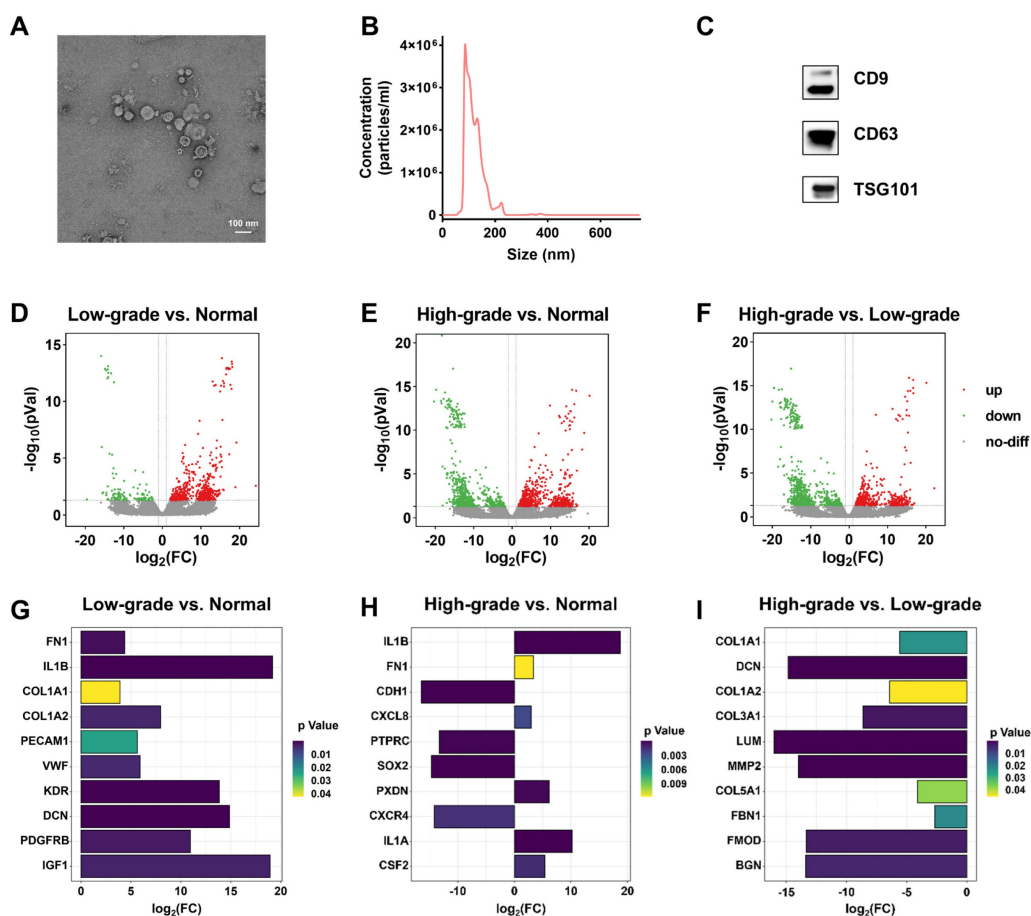 A
100 nm
B
Concentration
(particles/ml)
4×10⁶
4×10⁶
2×10⁶
1×10⁶
0
0
200
400
600
Size (nm)
C
CD9
CD63
TSG101
D
Low-grade vs. Normal
-log₁₀(pVal)
15
10
5
0
-20
-10
0
10
20
log₂(FC)
E
High-grade vs. Normal
-log₁₀(pVal)
20
15
10
5
0
-20
-10
0
10
20
log₂(FC)
F
High-grade vs. Low-grade
-log₁₀(pVal)
20
15
10
5
0
-20
-10
0
10
20
log₂(FC)
up
down
no-diff
G
Low-grade vs. Normal
FN1
IL1B
COL1A1
COL1A2
PECAM1
VWF
KDR
DCN
PDGFRB
IGF1
0
5
10
15
20
log₂(FC)
p Value
0.01
0.02
0.03
0.04
H
High-grade vs. Normal
IL1B
FN1
CDH1
CXCL8
PTPRC
SOX2
PXDN
CXCR4
IL1A
CSF2
-10
0
10
20
log₂(FC)
p Value
0.003
0.006
0.009
I
High-grade vs. Low-grade
COL1A1
DCN
COL1A2
COL3A1
LUM
MMP2
COL5A1
FBN1
FMOD
BGN
-15
-10
-5
0
log₂(FC)
p Value
0.01
0.02
0.03
0.04